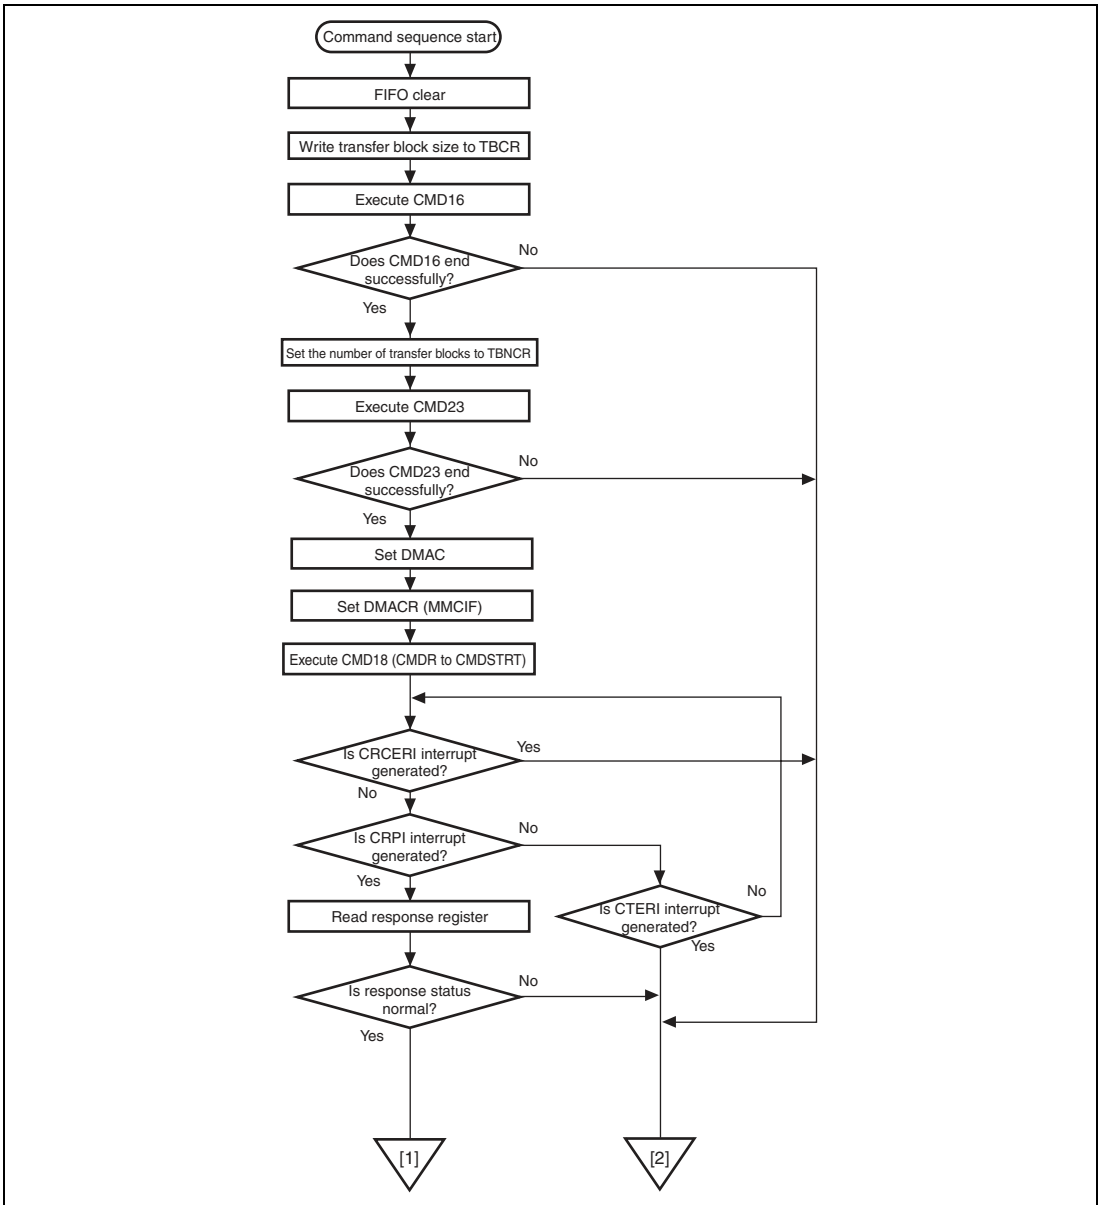 Command sequence start
FIFO clear
Write transfer block size to TBCR
Execute CMD16
No
Does CMD16 end
successfully?
Yes
Set the number of transfer blocks to TBNCR
Execute CMD23
No
Does CMD23 end
successfully?
Yes
Set DMAC
Set DMACR (MMCIF)
Execute CMD18 (CMDR to CMDSTRT)
Yes
Is CRCERI interrupt
generated?
No
No
Is CRPI interrupt
generated?
Yes
No
Is CTERI interrupt
generated?
Yes
Read response register
No
Is response status
normal?
Yes
[1]
[2]